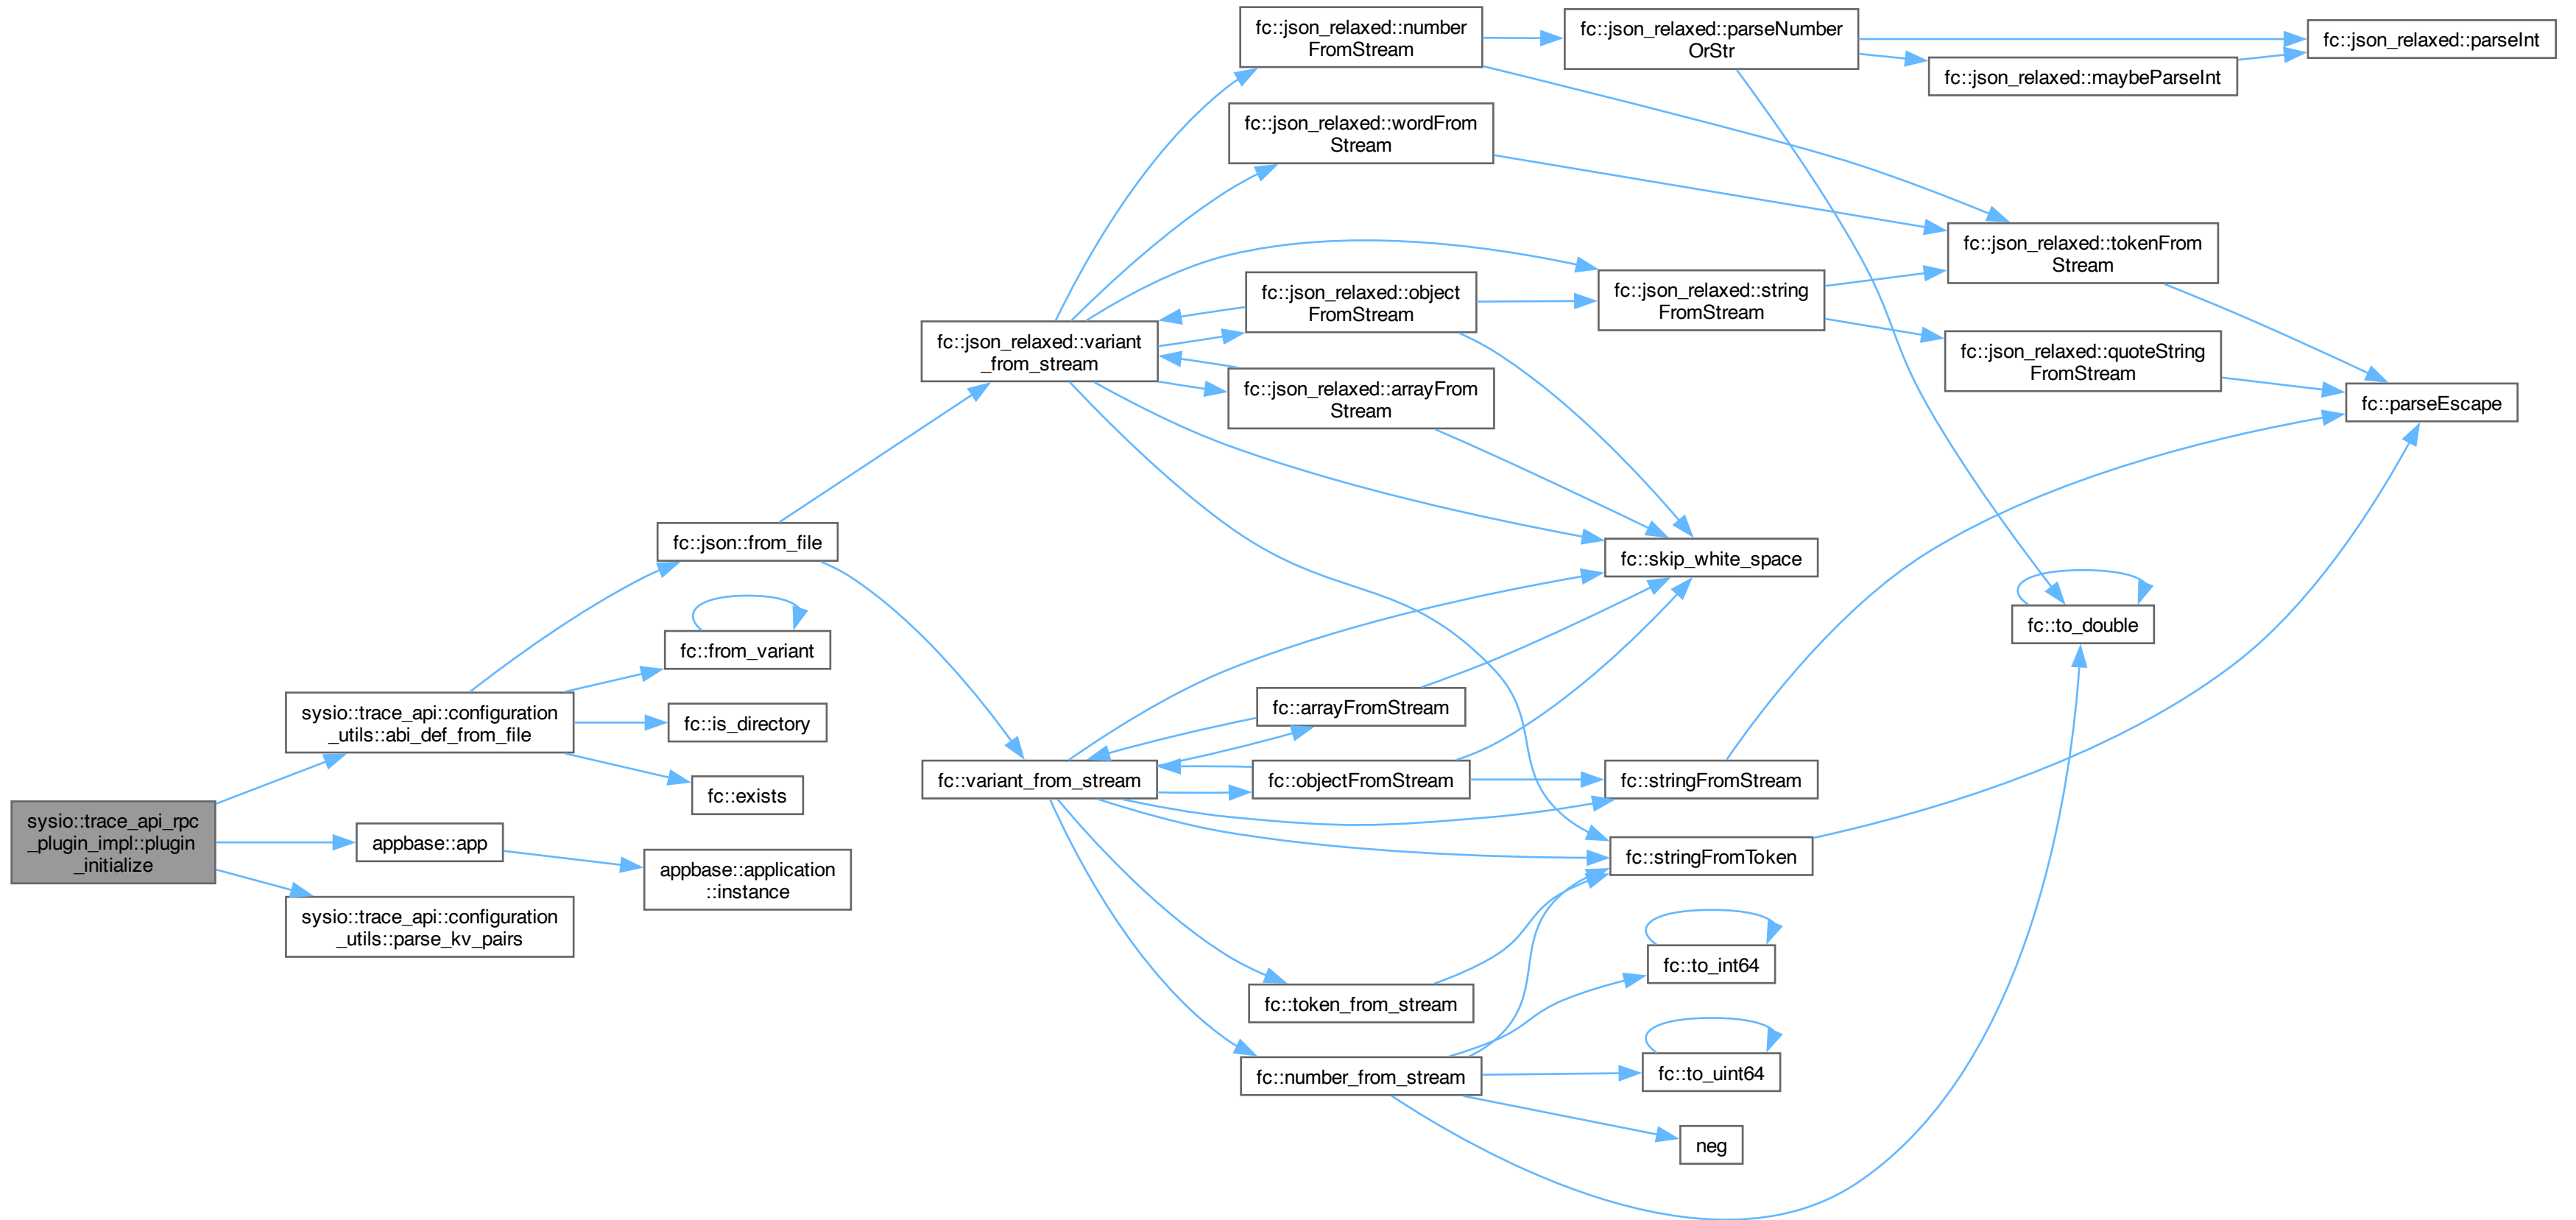 sysio::trace_api_rpc
_plugin_impl::plugin
_initialize
sysio::trace_api::configuration
_utils::abi_def_from_file
appbase::app
sysio::trace_api::configuration
_utils::parse_kv_pairs
fc::json::from_file
fc::from_variant
fc::is_directory
fc::exists
appbase::application
::instance
fc::json_relaxed::variant
_from_stream
fc::variant_from_stream
fc::json_relaxed::number
FromStream
fc::json_relaxed::wordFrom
Stream
fc::json_relaxed::object
FromStream
fc::json_relaxed::arrayFrom
Stream
fc::arrayFromStream
fc::objectFromStream
fc::token_from_stream
fc::number_from_stream
fc::json_relaxed::parseNumber
OrStr
fc::json_relaxed::string
FromStream
fc::skip_white_space
fc::stringFromStream
fc::stringFromToken
fc::to_int64
fc::to_uint64
neg
fc::json_relaxed::maybeParseInt
fc::json_relaxed::tokenFrom
Stream
fc::json_relaxed::quoteString
FromStream
fc::to_double
fc::json_relaxed::parseInt
fc::parseEscape